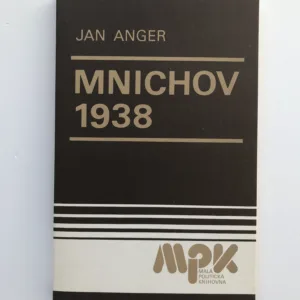 JAN ANGER
MNICHOV
1938
MPK
MALÁ
POLITICKÁ
KNIHOVNA